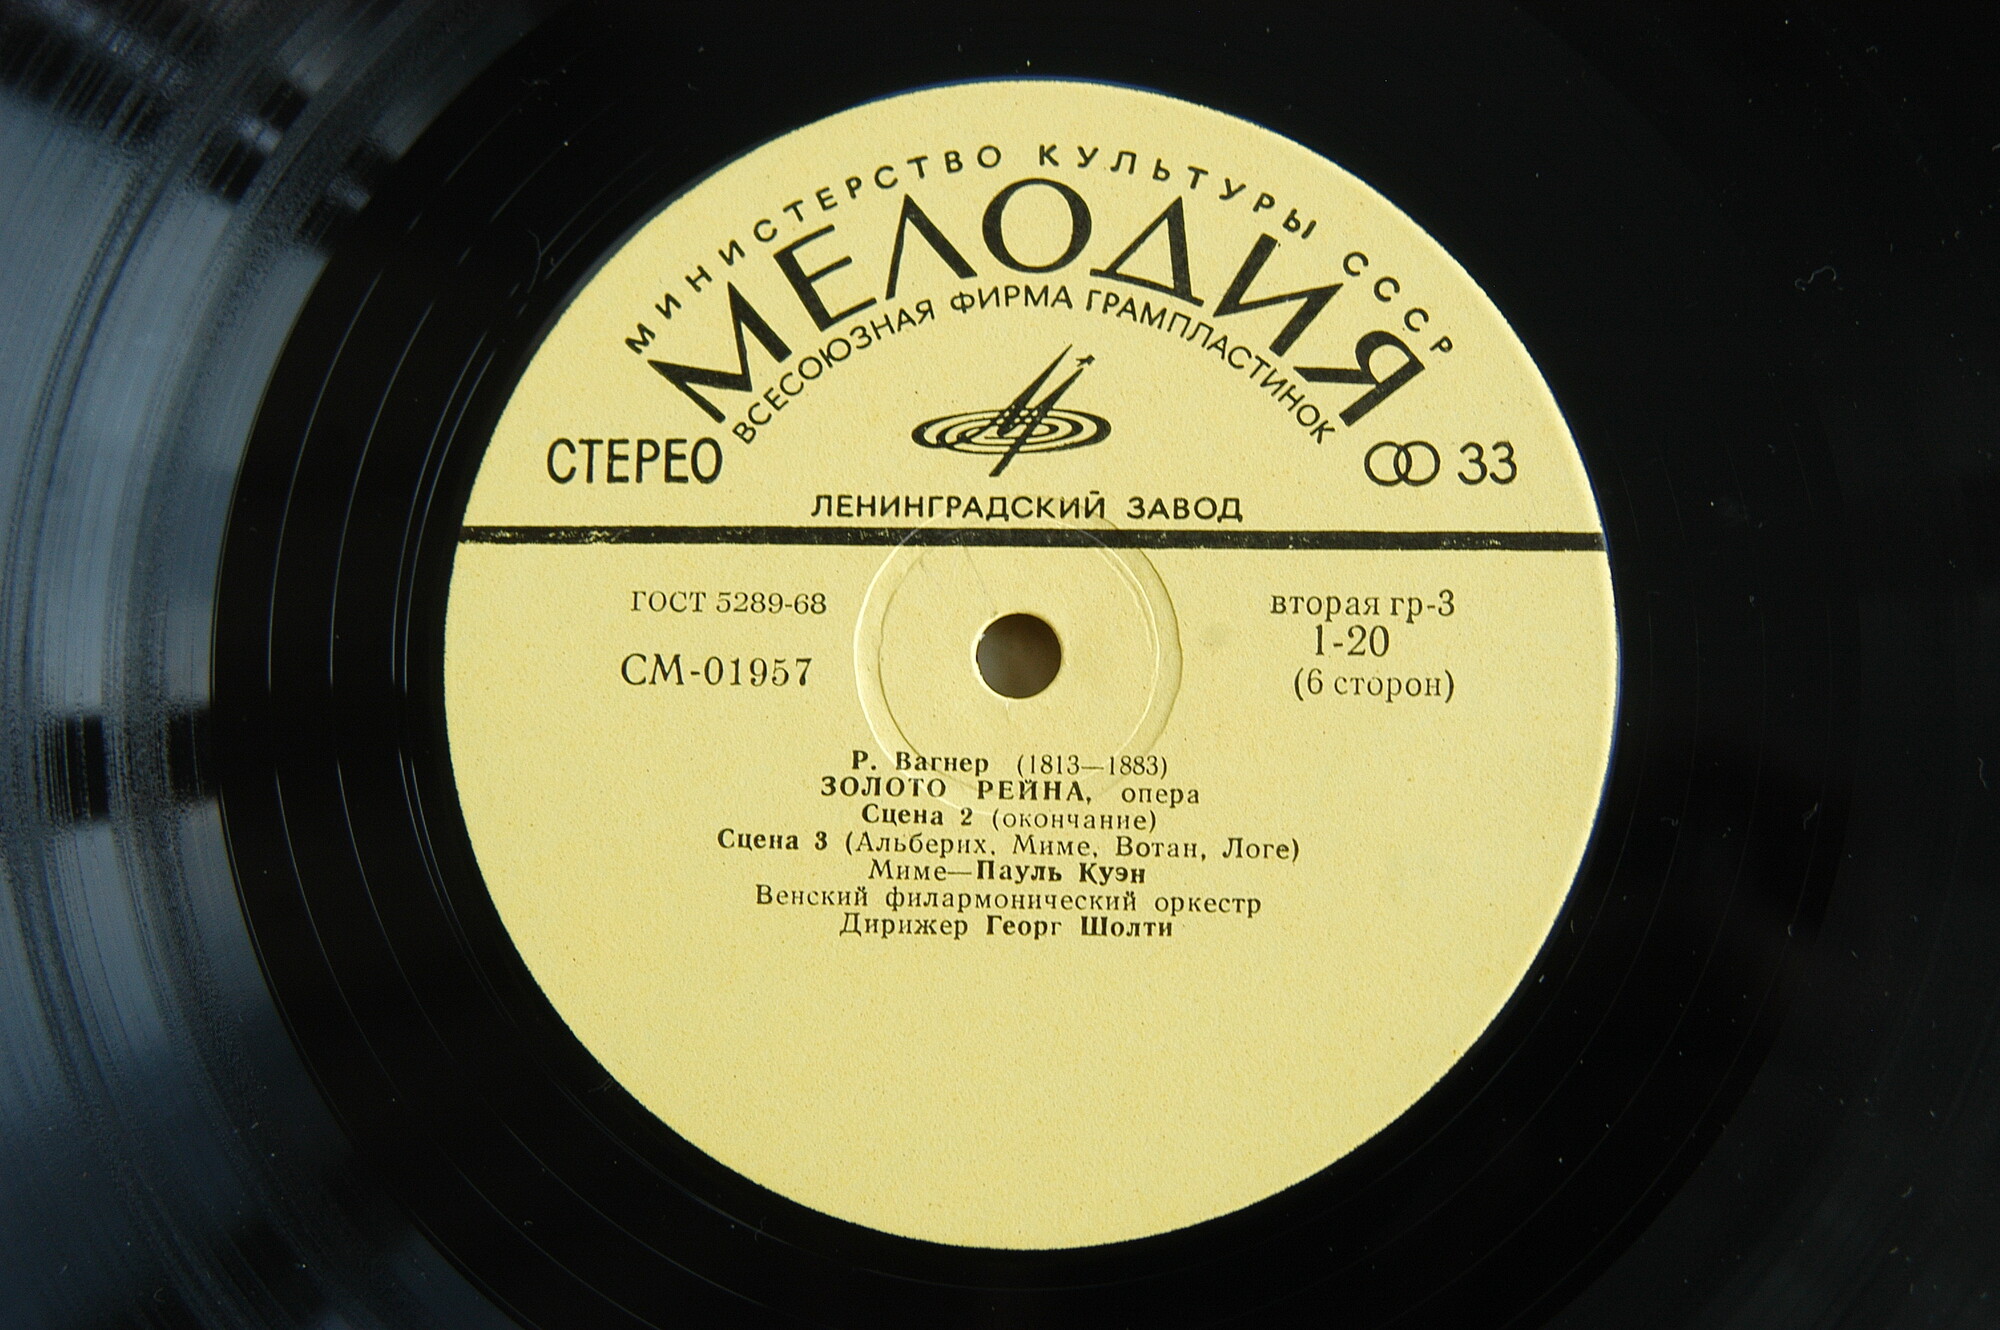 МИНИСТЕРСТВО КУЛЬТУРЫ СССР
МЕЛОДИЯ
ВСЕСОЮЗНАЯ ФИРМА ГРАМПЛАСТИНОК
СТЕРЕО
33
ЛЕНИНГРАДСКИЙ ЗАВОД
ГОСТ 5289-68
вторая гр-3
1-20
СМ-01957
(6 сторон)
Р. Вагнер (1813—1883)
ЗОЛОТО РЕЙНА, опера
Сцена 2 (окончание)
Сцена 3 (Альберих, Миме, Вотан, Логе)
Миме—Пауль Куэн
Венский филармонический оркестр
Дирижер Георг Шолти